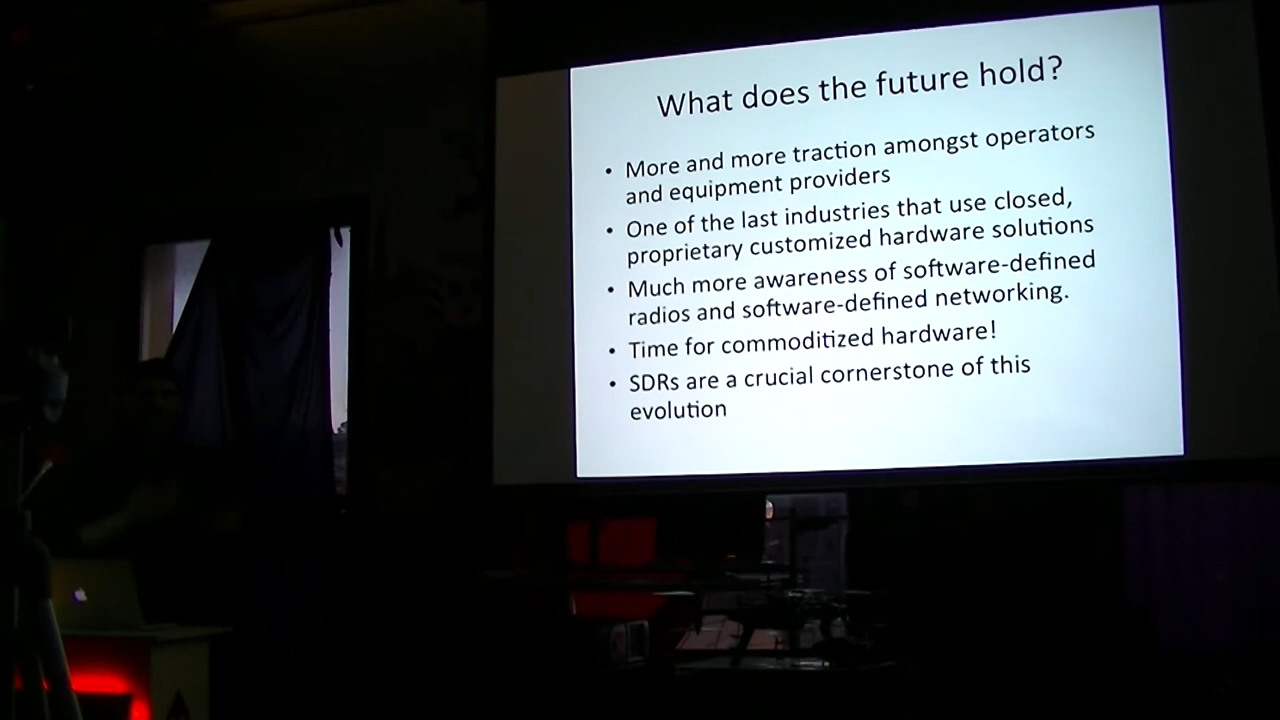 What does the future hold?
• More and more traction amongst operators
and equipment providers
• One of the last industries that use closed,
proprietary customized hardware solutions
• Much more awareness of software-defined
radios and software-defined networking.
• Time for commoditized hardware!
• SDRs are a crucial cornerstone of this
evolution